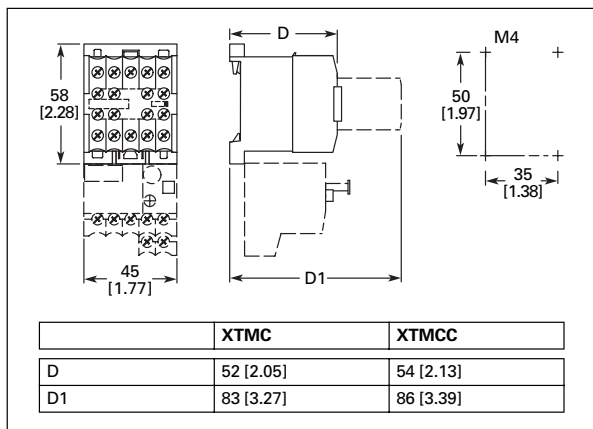 D
M4
58
[2.28]
50
[1.97]
35
[1.38]
45
[1.77]
D1
XTMC XTMCC
D 52 [2.05] 54 [2.13]
D1 83 [3.27] 86 [3.39]